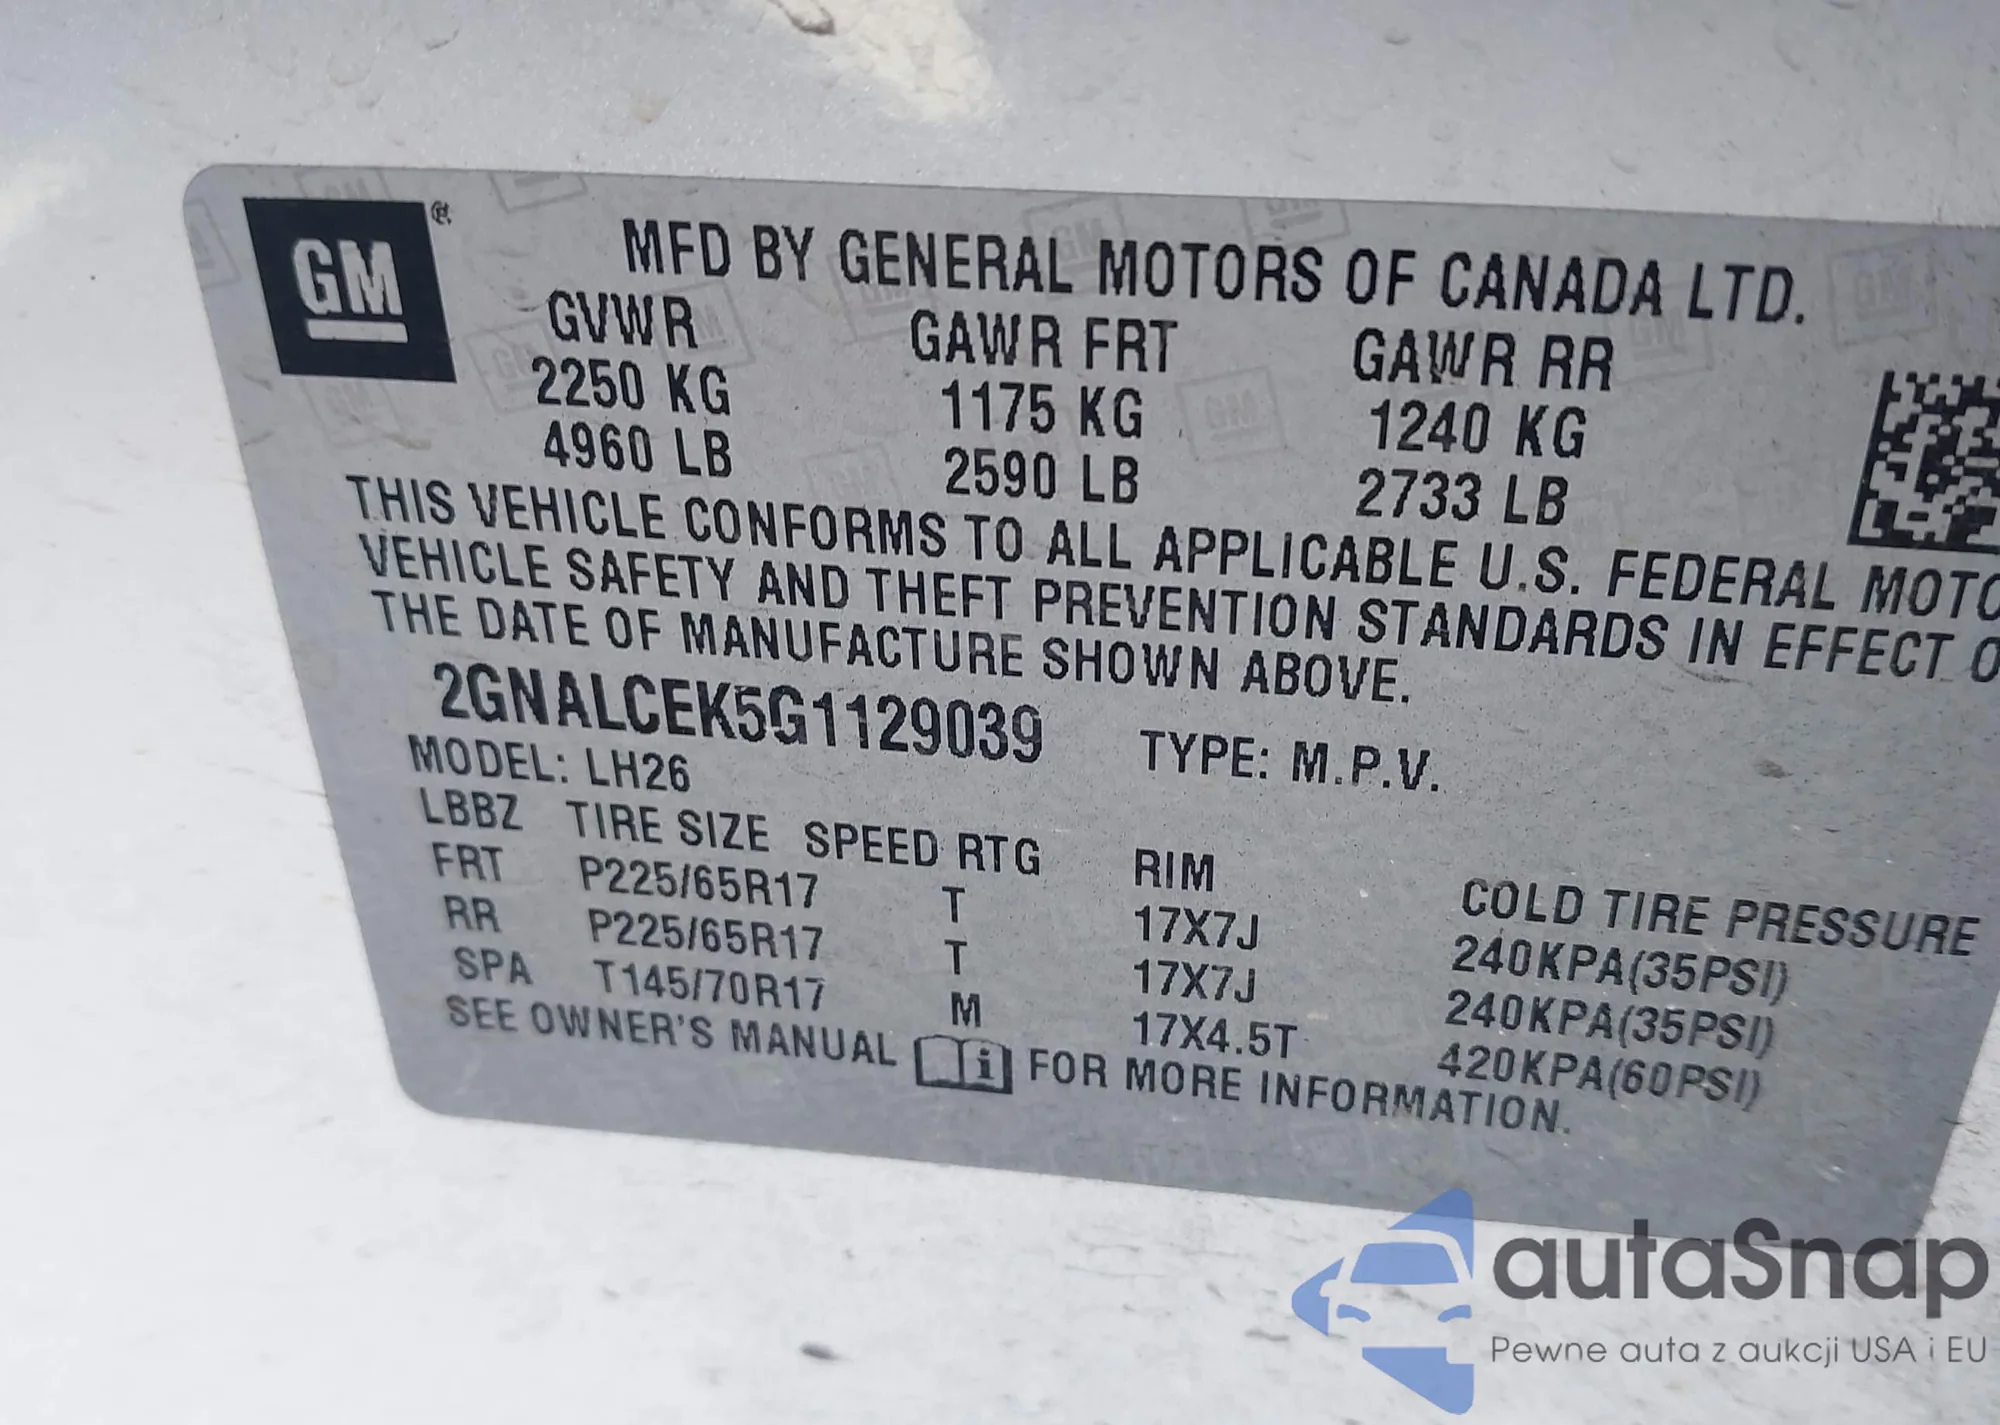 GM
MFD BY GENERAL MOTORS OF CANADA LTD.
GVWR GAWR FRT GAWR RR
2250 KG 1175 KG 1240 KG
4960 LB 2590 LB 2733 LB
THIS VEHICLE CONFORMS TO ALL APPLICABLE U.S. FEDERAL MOTO
VEHICLE SAFETY AND THEFT PREVENTION STANDARDS IN EFFECT O
THE DATE OF MANUFACTURE SHOWN ABOVE.
2GNALCEK5G1129039 TYPE: M.P.V.
MODEL: LH26
LBBZ TIRE SIZE SPEED RTG RIM COLD TIRE PRESSURE
FRT P225/65R17 T 17X7J 240KPA(35PSI)
RR P225/65R17 T 17X7J 240KPA(35PSI)
SPA T145/70R17 M 17X4.5T 420KPA(60PSI)
SEE OWNER'S MANUAL i FOR MORE INFORMATION.
autaSnap
Pewne auta z aukcji USA i EU